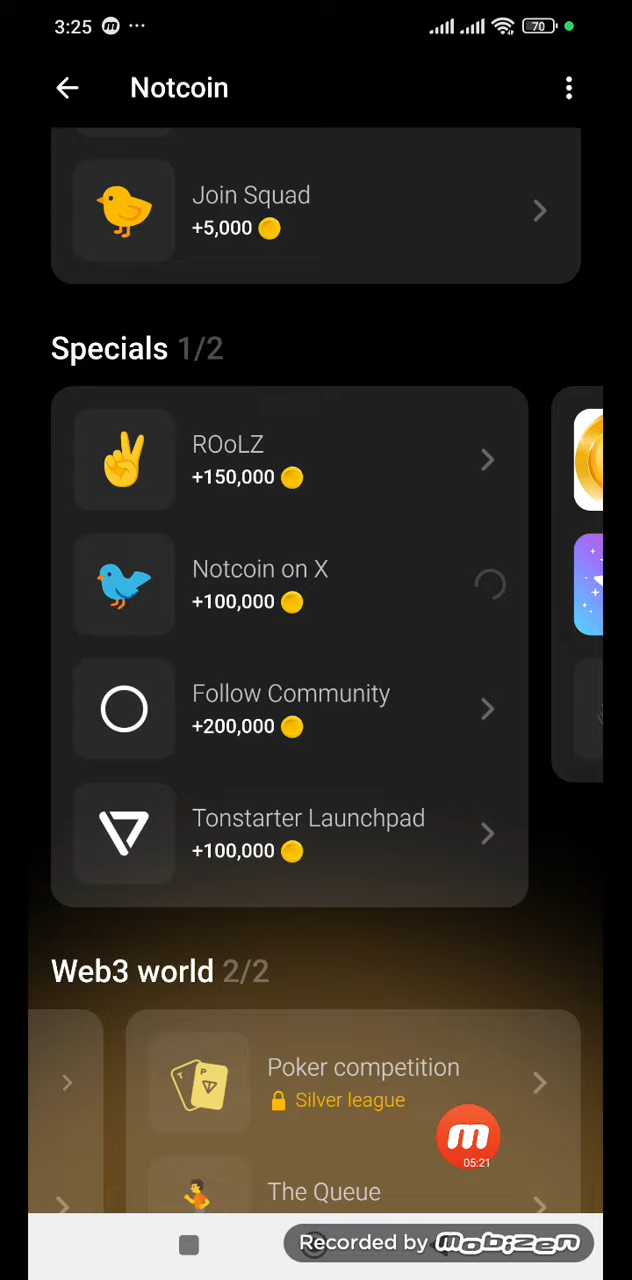 3:25
70
Notcoin
Join Squad
+5,000
Specials 1/2
ROoLZ
+150,000
Notcoin on X
+100,000
Follow Community
+200,000
Tonstarter Launchpad
+100,000
Web3 world 2/2
Poker competition
Silver league
05:21
The Queue
Recorded by mobizen